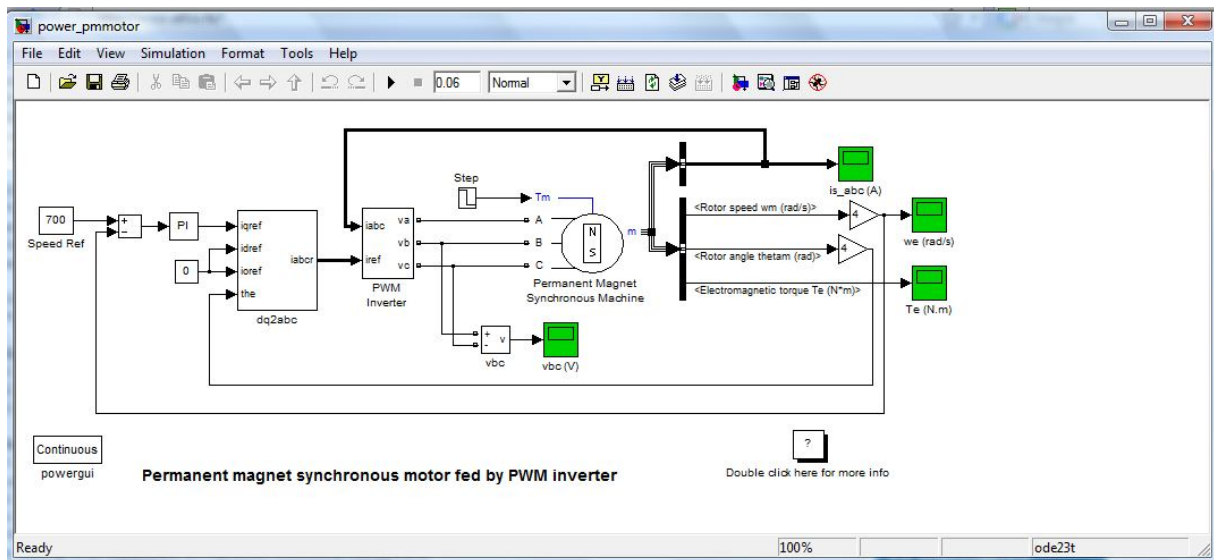 power_pmmotor
File Edit View Simulation Format Tools Help
0.06 Normal
Step
Tm
is_abc (A)
700
Speed Ref
+
−
PI
iqref
idref
ioref
the
iabcr
dq2abc
0
iabc
iref
va
vb
vc
PWM
Inverter
A
B
C
N
S
m
Permanent Magnet
Synchronous Machine
<Rotor speed wm (rad/s)>
4
we (rad/s)
<Rotor angle thetam (rad)>
4
<Electromagnetic torque Te (N*m)>
Te (N.m)
+
-
v
vbc
vbc (V)
Continuous
powergui
Permanent magnet synchronous motor fed by PWM inverter
?
Double click here for more info
Ready 100% ode23t